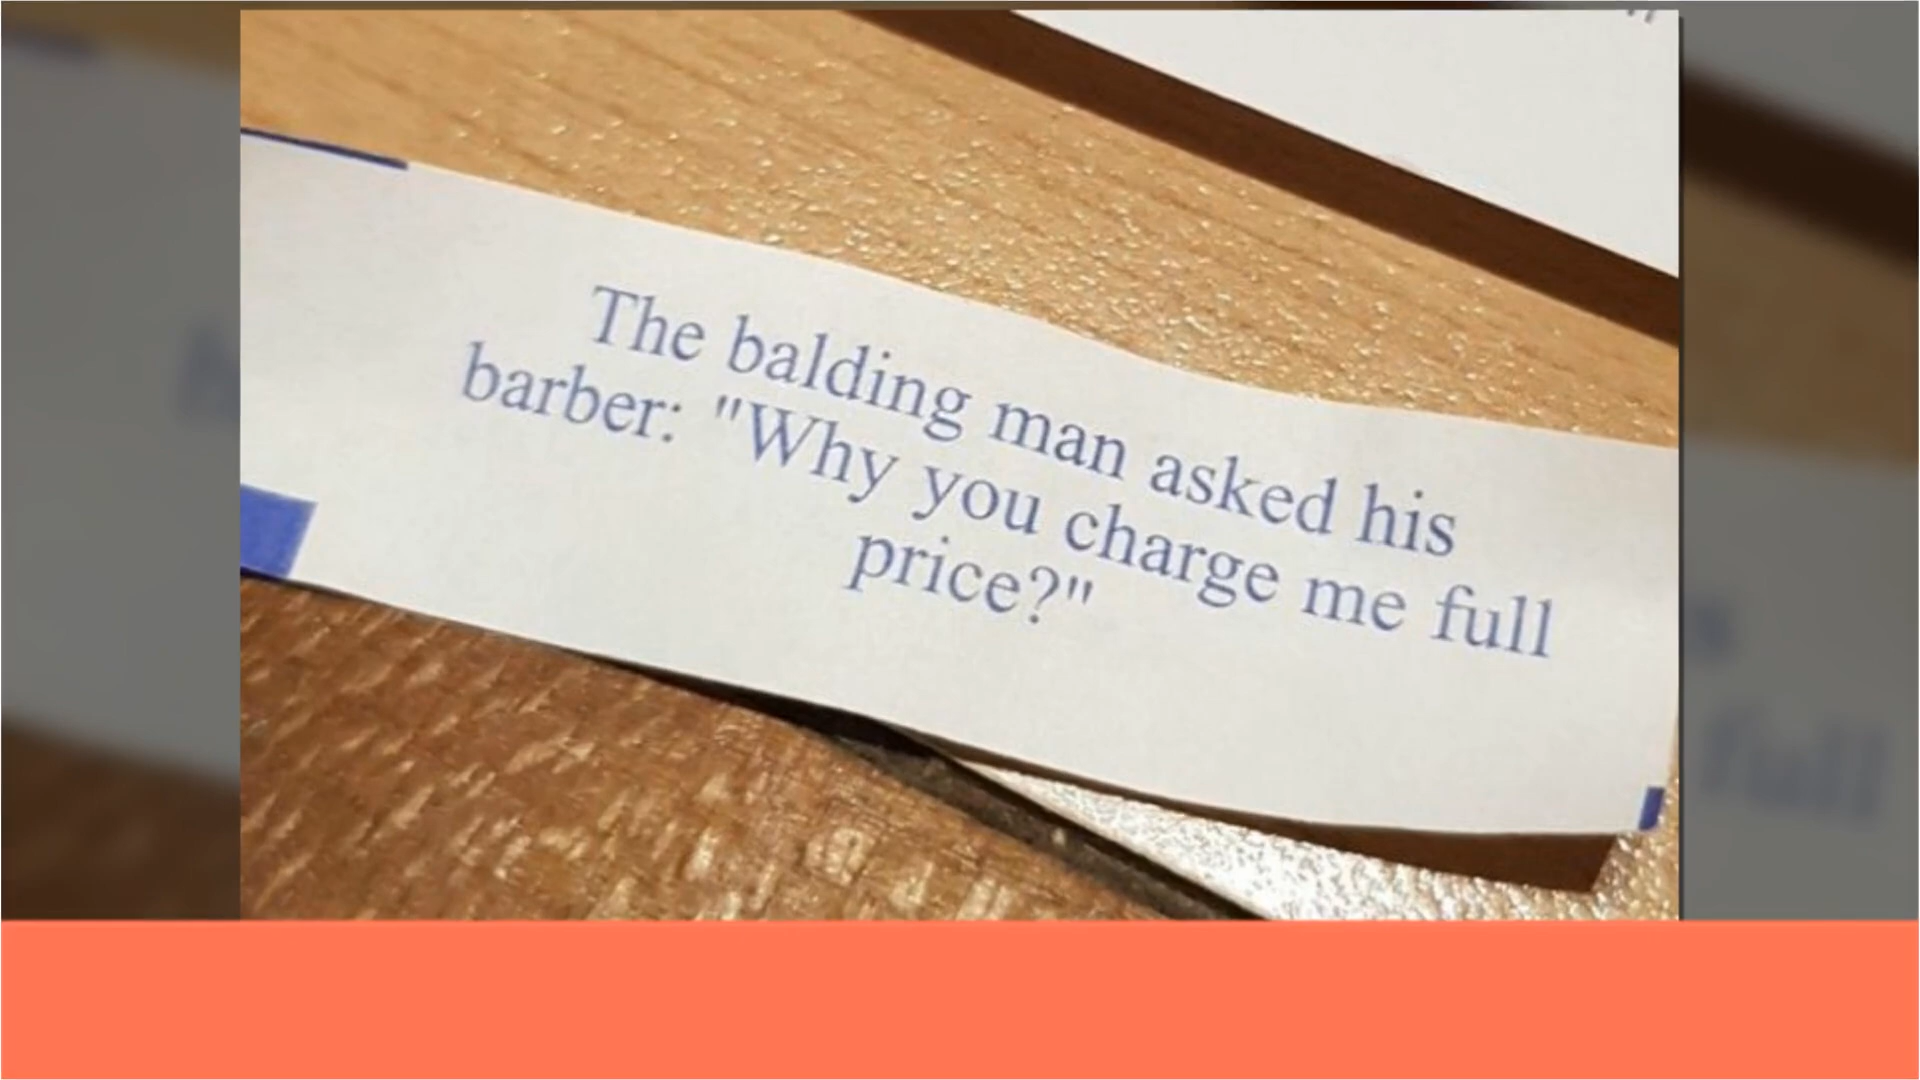 The balding man asked his
barber: "Why you charge me full
price?"